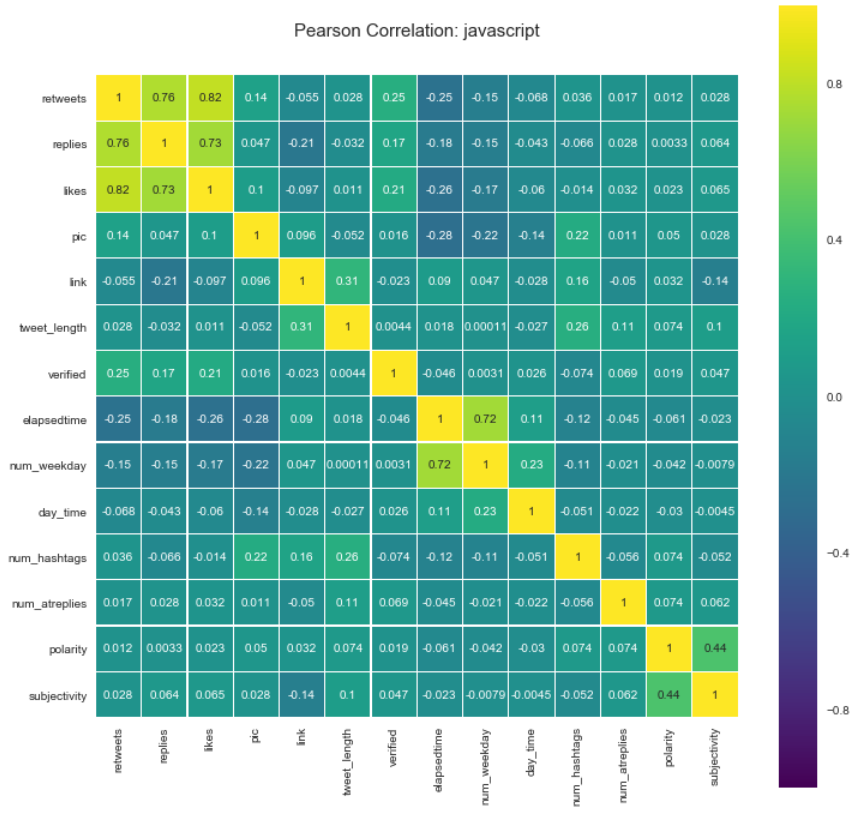 Pearson Correlation: javascript
retweets 1 0.76 0.82 0.14 -0.055 0.028 0.25 -0.25 -0.15 -0.068 0.036 0.017 0.012 0.028
replies 0.76 1 0.73 0.047 -0.21 -0.032 0.17 -0.18 -0.15 -0.043 -0.066 0.028 0.0033 0.064
likes 0.82 0.73 1 0.1 -0.097 0.011 0.21 -0.26 -0.17 -0.06 -0.014 0.032 0.023 0.065
pic 0.14 0.047 0.1 1 0.096 -0.052 0.016 -0.28 -0.22 -0.14 0.22 0.011 0.05 0.028
link -0.055 -0.21 -0.097 0.096 1 0.31 -0.023 0.09 0.047 -0.028 0.16 -0.05 0.032 -0.14
tweet_length 0.028 -0.032 0.011 -0.052 0.31 1 0.0044 0.018 0.00011 -0.027 0.26 0.11 0.074 0.1
verified 0.25 0.17 0.21 0.016 -0.023 0.0044 1 -0.046 0.0031 0.026 -0.074 0.069 0.019 0.047
elapsedtime -0.25 -0.18 -0.26 -0.28 0.09 0.018 -0.046 1 0.72 0.11 -0.12 -0.045 -0.061 -0.023
num_weekday -0.15 -0.15 -0.17 -0.22 0.047 0.00011 0.0031 0.72 1 0.23 -0.11 -0.021 -0.042 -0.0079
day_time -0.068 -0.043 -0.06 -0.14 -0.028 -0.027 0.026 0.11 0.23 1 -0.051 -0.022 -0.03 -0.0045
num_hashtags 0.036 -0.066 -0.014 0.22 0.16 0.26 -0.074 -0.12 -0.11 -0.051 1 -0.056 0.074 -0.052
num_atreplies 0.017 0.028 0.032 0.011 -0.05 0.11 0.069 -0.045 -0.021 -0.022 -0.056 1 0.074 0.062
polarity 0.012 0.0033 0.023 0.05 0.032 0.074 0.019 -0.061 -0.042 -0.03 0.074 0.074 1 0.44
subjectivity 0.028 0.064 0.065 0.028 -0.14 0.1 0.047 -0.023 -0.0079 -0.0045 -0.052 0.062 0.44 1
retweets replies likes pic link tweet_length verified elapsedtime num_weekday day_time num_hashtags num_atreplies polarity subjectivity
0.8
0.4
0.0
−0.4
−0.8